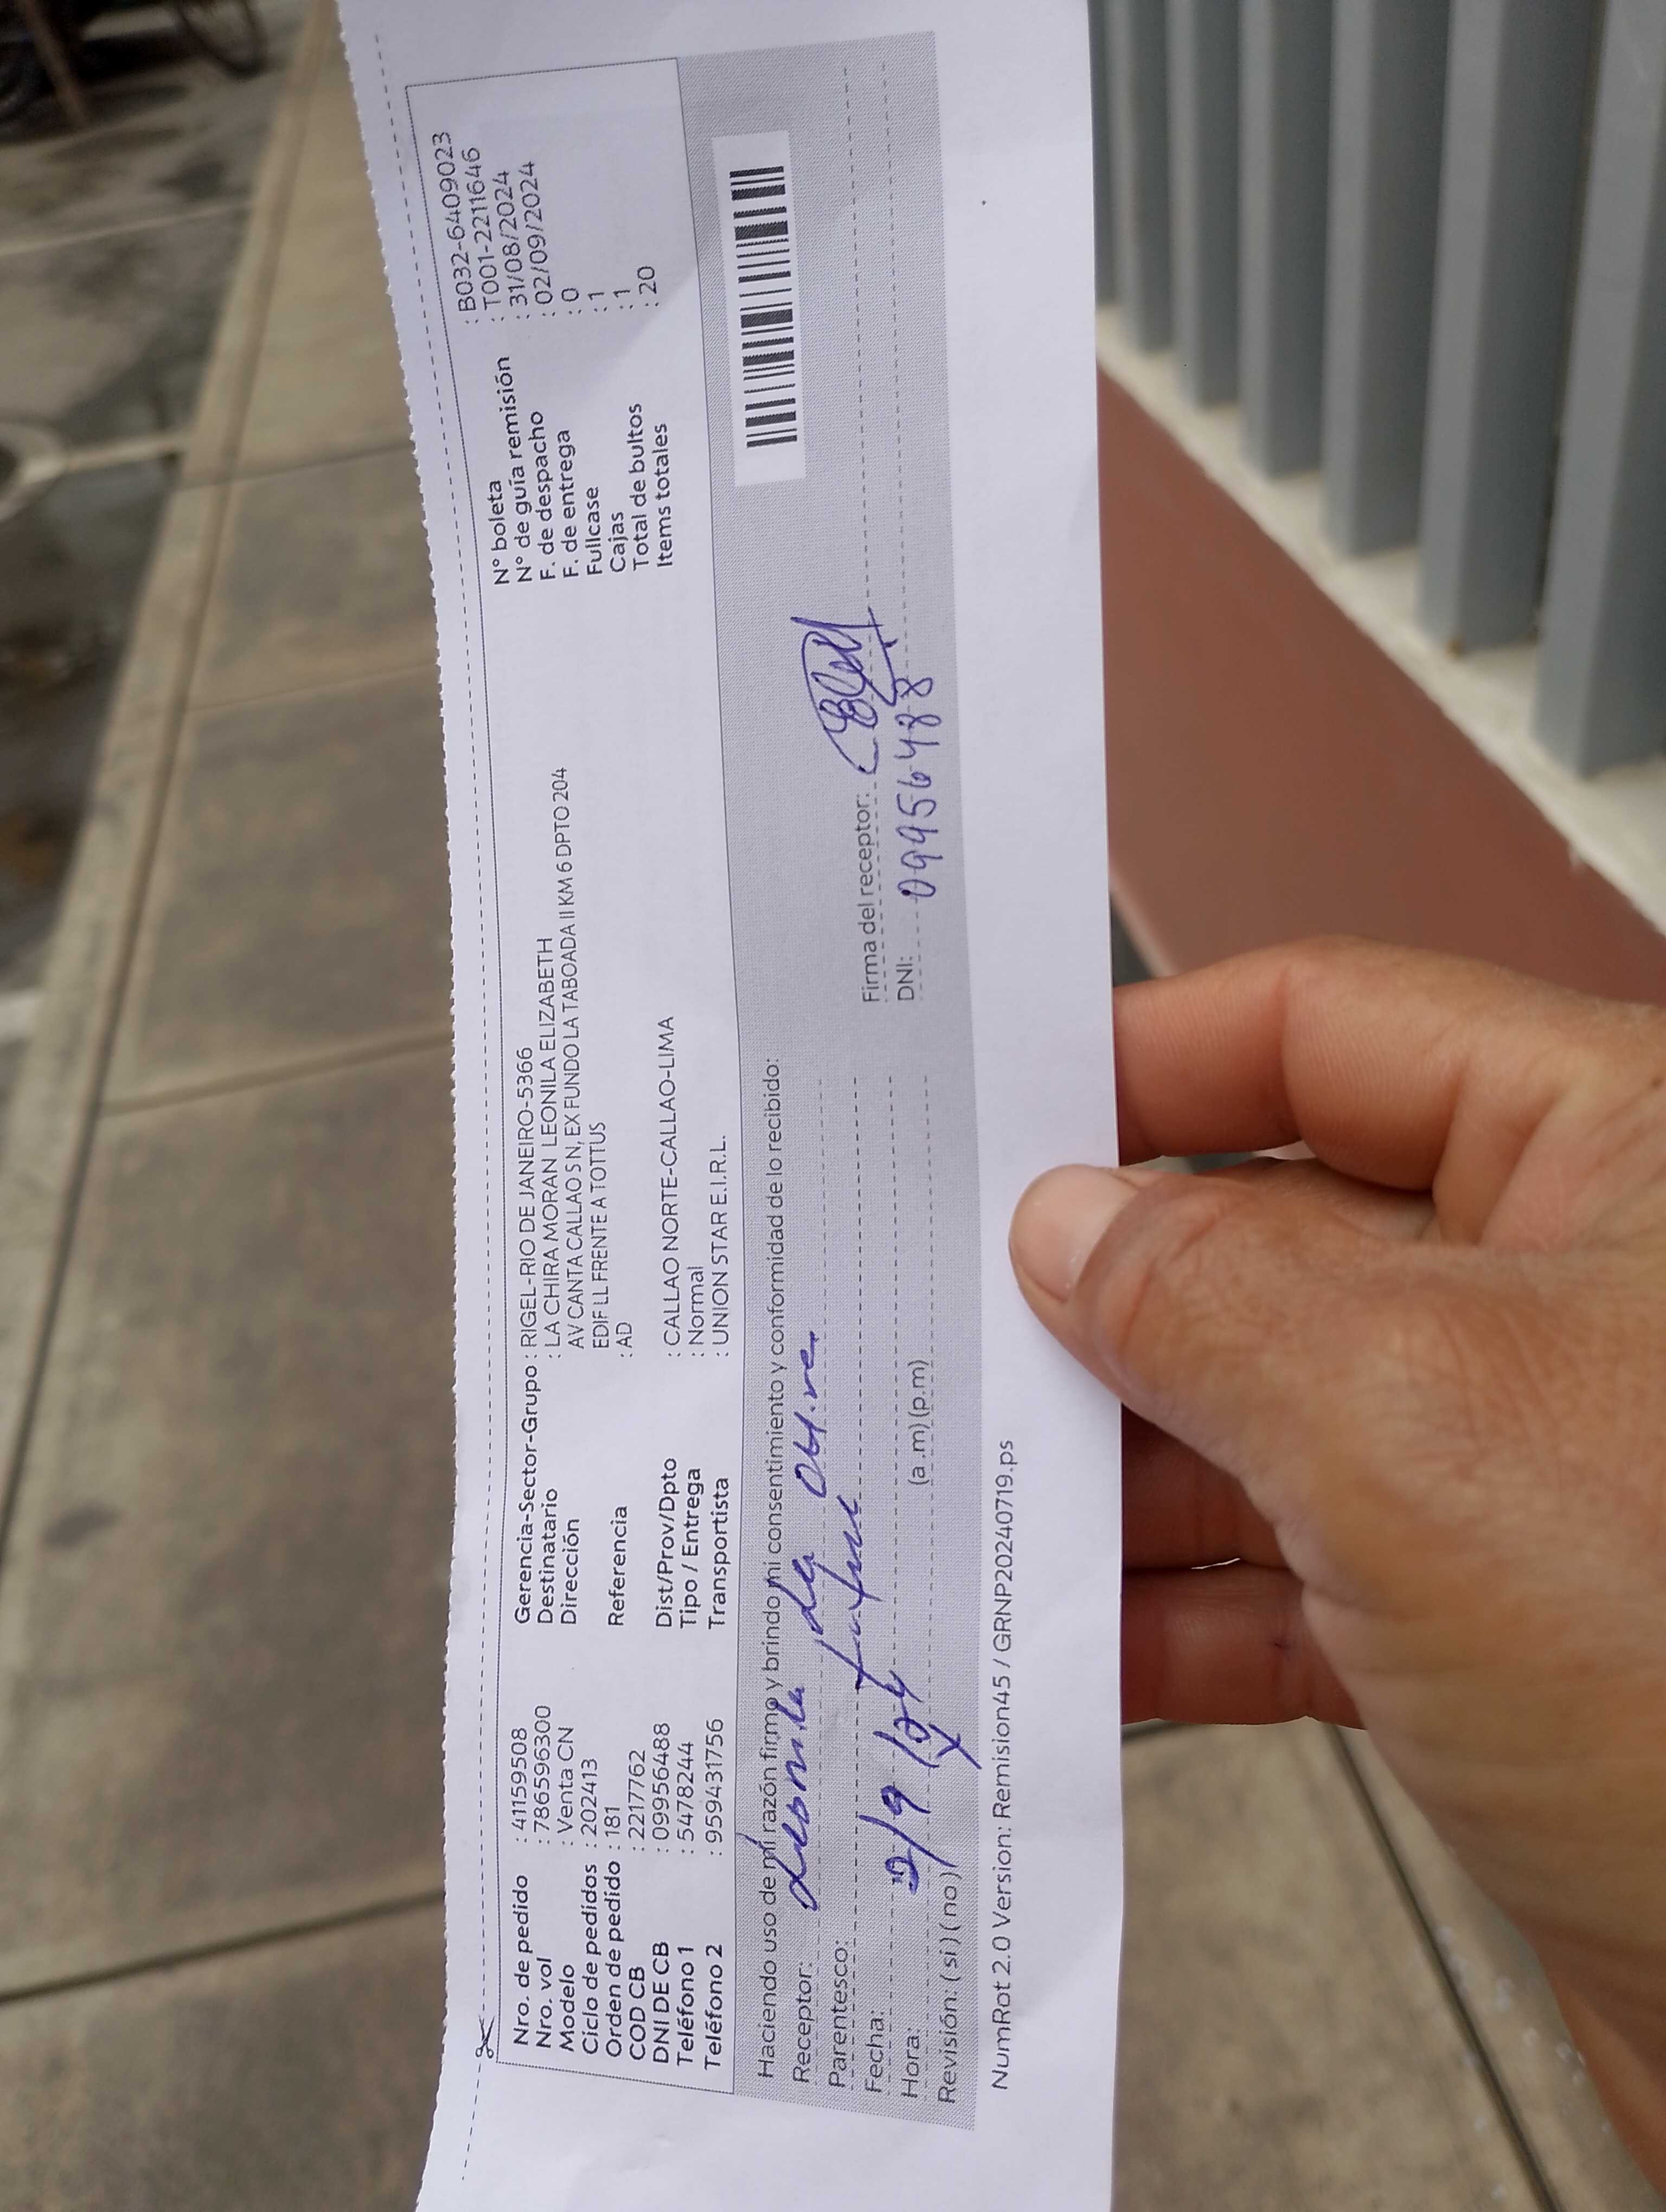 Nro. de pedido : 41159508
Nro. vol : 786596300
Modelo : Venta CN
Ciclo de pedidos : 202413
Orden de pedido : 181
COD CB : 2217762
DNI DE CB : 09956488
Teléfono 1 : 5478244
Teléfono 2 : 959431756
Gerencia-Sector-Grupo : RIGEL-RIO DE JANEIRO-5366
Destinatario : LA CHIRA MORAN LEONILA ELIZABETH
Dirección AV CANTA CALLAO S N, EX FUNDO LA TABOADA II KM 6 DPTO 204
EDIF LL FRENTE A TOTTUS
Referencia : AD
Dist/Prov/Dpto : CALLAO NORTE-CALLAO-LIMA
Tipo / Entrega : Normal
Transportista : UNION STAR E.I.R.L.
N° boleta : B032-6409023
N° de guía remisión : T001-2211646
F. de despacho : 31/08/2024
F. de entrega : 02/09/2024
Fullcase : 0
Cajas : 1
Total de bultos : 1
Items totales : 20
Haciendo uso de mi razón firmo y brindo mi consentimiento y conformidad de lo recibido:
Receptor: Leonila
Parentesco:
Fecha: 2/9/24
Hora: (a.m) (p.m)
Revisión: (si) (no)
Firma del receptor:
DNI: 09956488
NumRot 2.0 Version: Remision45 / GRNP20240719.ps